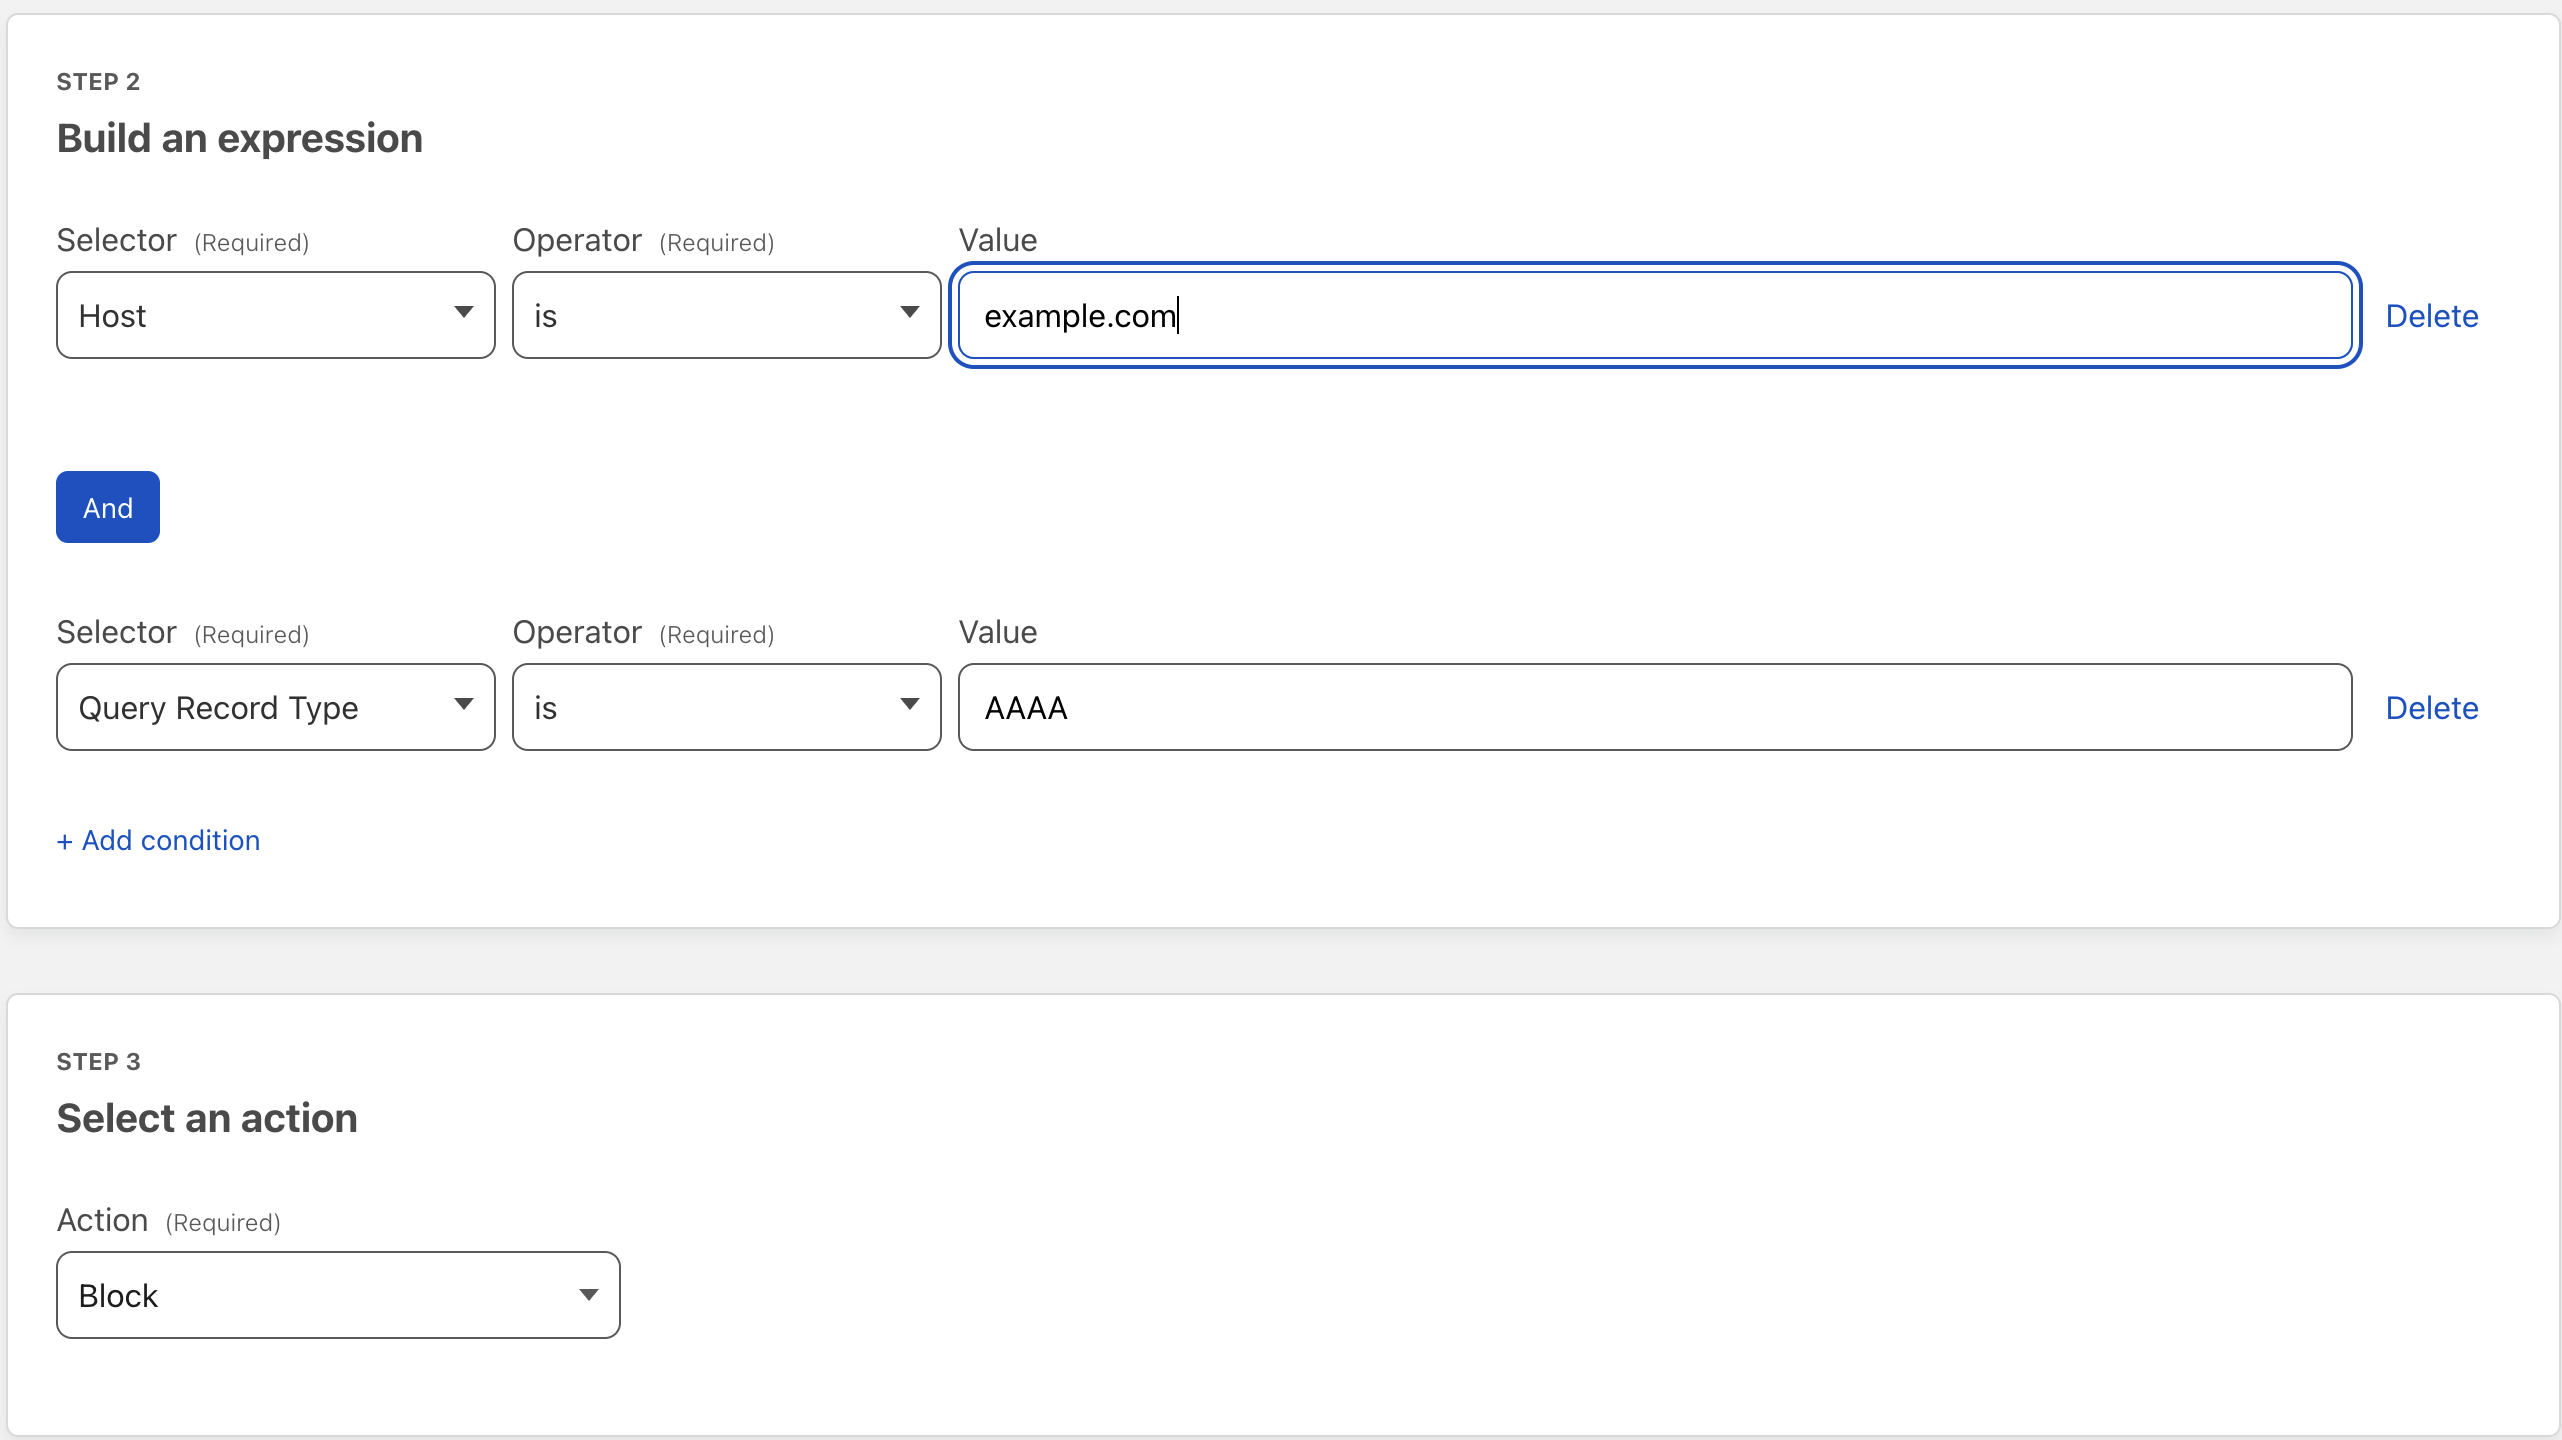 STEP 2
Build an expression
Selector (Required) Operator (Required) Value
Host is example.com Delete
And
Selector (Required) Operator (Required) Value
Query Record Type is AAAA Delete
+ Add condition
STEP 3
Select an action
Action (Required)
Block